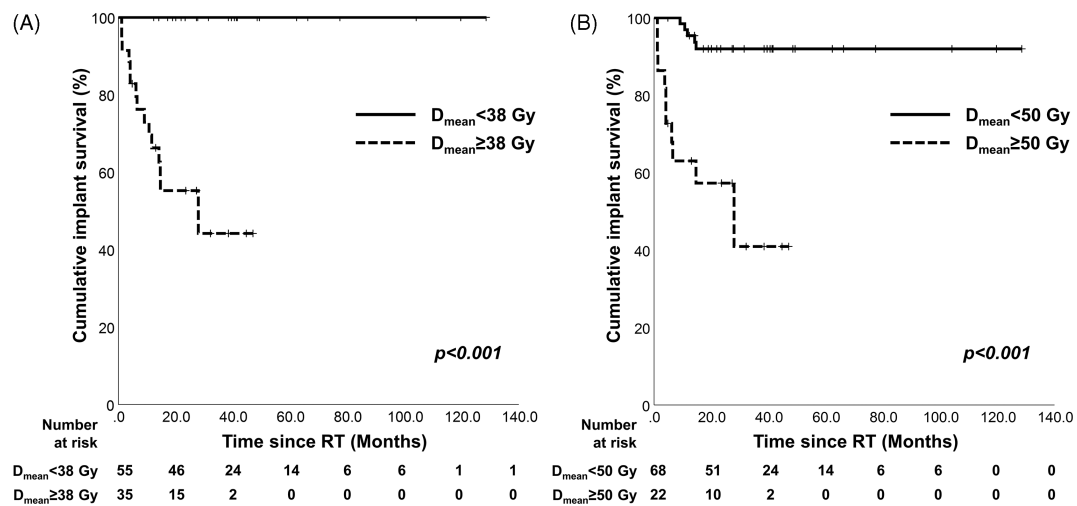 (A)
100
80
60
40
20
0
Cumulative implant survival (%)
Dmean<38 Gy
Dmean≥38 Gy
p<0.001
.0 20.0 40.0 60.0 80.0 100.0 120.0 140.0
Time since RT (Months)
Number
at risk
Dmean<38 Gy 55 46 24 14 6 6 1 1
Dmean≥38 Gy 35 15 2 0 0 0 0 0
(B)
100
80
60
40
20
0
Cumulative implant survival (%)
Dmean<50 Gy
Dmean≥50 Gy
p<0.001
.0 20.0 40.0 60.0 80.0 100.0 120.0 140.0
Time since RT (Months)
Number
at risk
Dmean<50 Gy 68 51 24 14 6 6 0 0
Dmean≥50 Gy 22 10 2 0 0 0 0 0